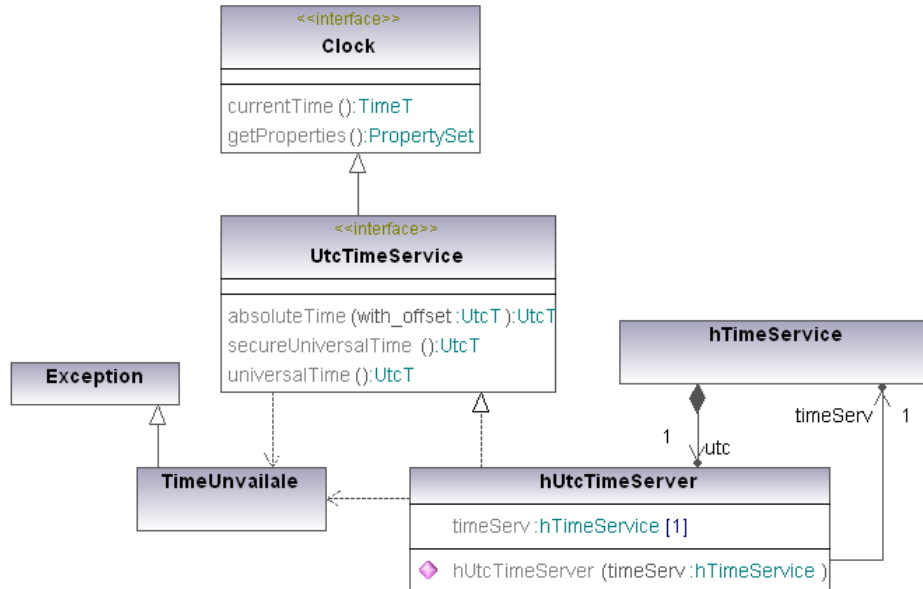 <<interface>>
Clock
currentTime ():TimeT
getProperties():PropertySet
<<interface>>
UtcTimeService
absoluteTime (with_offset :UtcT ):UtcT
secureUniversalTime ():UtcT
universalTime ():UtcT
hTimeService
Exception
timeServ 1
1 utc
TimeUnvailale
hUtcTimeServer
timeServ :hTimeService [1]
hUtcTimeServer (timeServ :hTimeService )